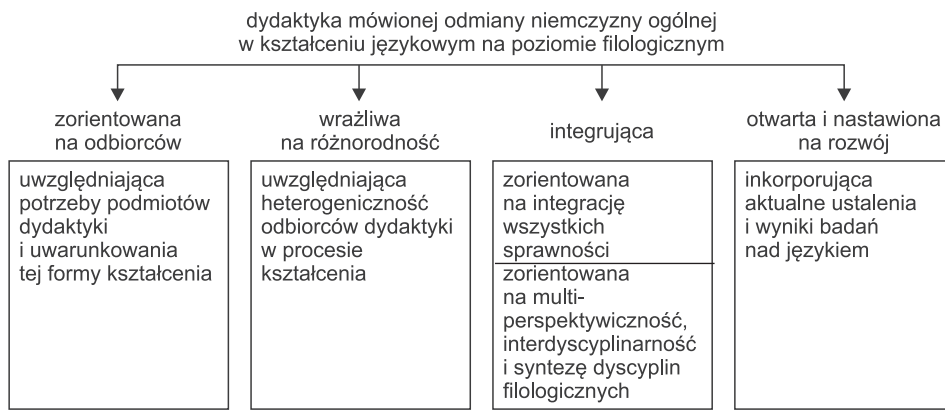 dydaktyka mówionej odmiany niemczyzny ogólnej
w kształceniu językowym na poziomie filologicznym
zorientowana
na odbiorców
uwzględniająca
potrzeby podmiotów
dydaktyki
i uwarunkowania
tej formy kształcenia
wrażliwa
na różnorodność
uwzględniająca
heterogeniczność
odbiorców dydaktyki
w procesie
kształcenia
integrująca
zorientowana
na integrację
wszystkich
sprawności
zorientowana
na multi-
perspektywiczność,
interdyscyplinarność
i syntezę dyscyplin
filologicznych
otwarta i nastawiona
na rozwój
inkorporująca
aktualne ustalenia
i wyniki badań
nad językiem